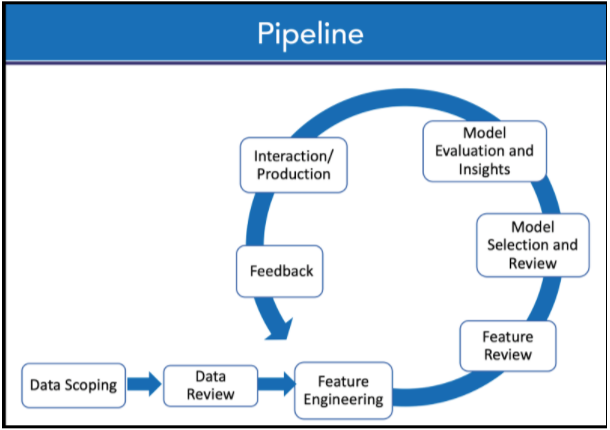 Pipeline
Data Scoping
Data
Review
Feature
Engineering
Feature
Review
Model
Selection and
Review
Model
Evaluation and
Insights
Interaction/
Production
Feedback